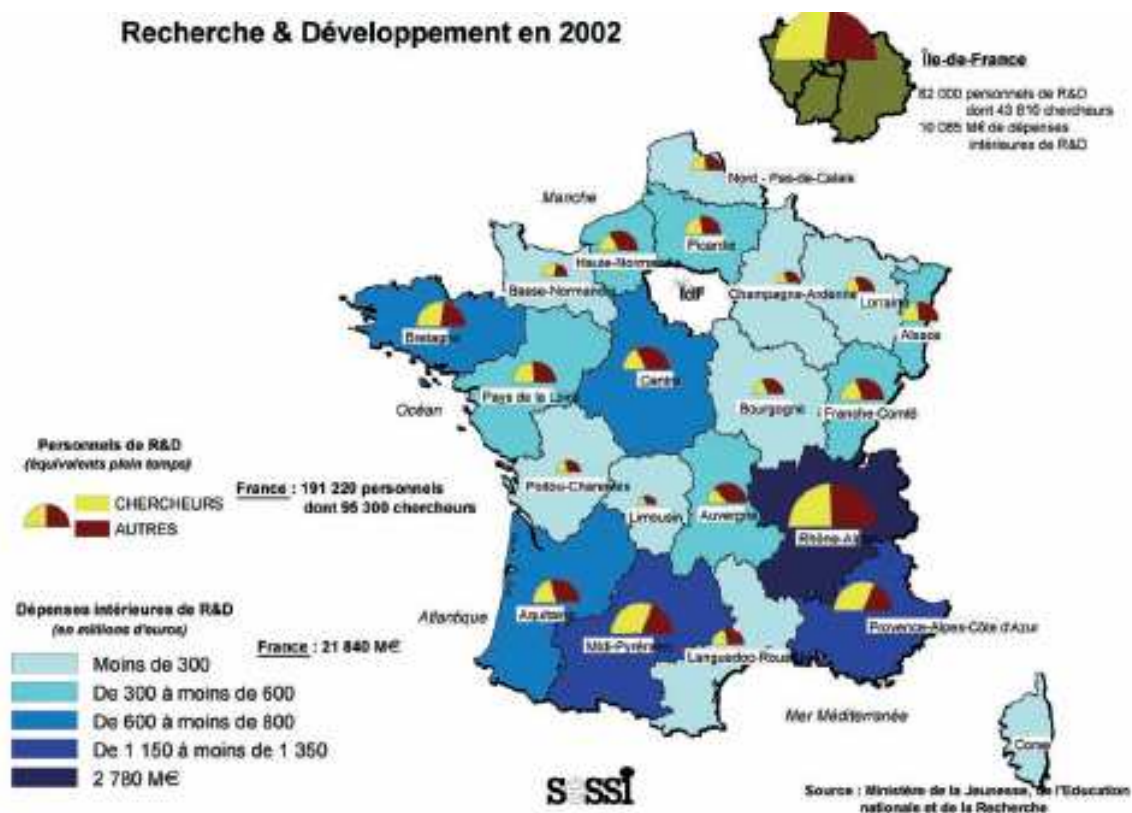 Recherche & Développement en 2002
Île-de-France
82 000 personnels de R&D
dont 43 810 chercheurs
10 085 M€ de dépenses
intérieures de R&D
Nord - Pas-de-Calais
Manche
Picardie
Haute-Normandie
IdF
Basse-Normandie
Champagne-Ardenne
Lorraine
Alsace
Bretagne
Centre
Pays de la Loire
Bourgogne
Franche-Comté
Océan
Personnels de R&D
(équivalents plein temps)
CHERCHEURS
AUTRES
France : 191 220 personnels
dont 95 300 chercheurs
Poitou-Charentes
Limousin
Auvergne
Rhône-Al
Dépenses intérieures de R&D
(en millions d'euros)
Atlantique
Aquitaine
France : 21 840 M€
Midi-Pyrénées
Languedoc-Rous
Provence-Alpes-Côte d'Azur
Moins de 300
De 300 à moins de 600
De 600 à moins de 800
De 1 150 à moins de 1 350
2 780 M€
Mer Méditerranée
Corse
sessi
Source : Ministère de la Jeunesse, de l'Education
nationale et de la Recherche